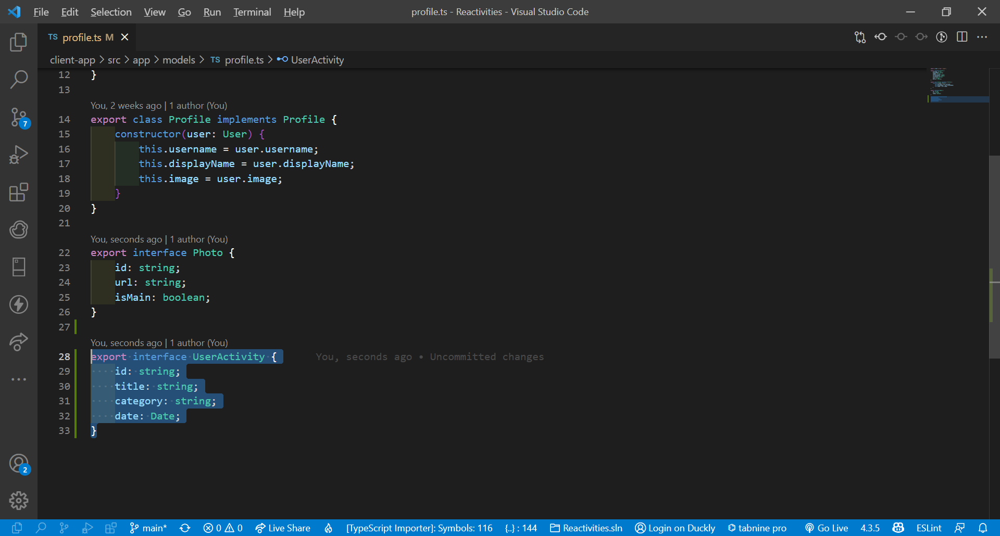 File Edit Selection View Go Run Terminal Help
profile.ts - Reactivities - Visual Studio Code
TS profile.ts M
client-app > src > app > models > TS profile.ts > UserActivity
12 }
13
You, 2 weeks ago | 1 author (You)
14 export class Profile implements Profile {
15 constructor(user: User) {
16 this.username = user.username;
17 this.displayName = user.displayName;
18 this.image = user.image;
19 }
20 }
21
You, seconds ago | 1 author (You)
22 export interface Photo {
23 id: string;
24 url: string;
25 isMain: boolean;
26 }
27
You, seconds ago | 1 author (You)
28 export interface UserActivity { You, seconds ago • Uncommitted changes
29 id: string;
30 title: string;
31 category: string;
32 date: Date;
33 }
7
2
main* 0 0 Live Share [TypeScript Importer]: Symbols: 116 {..} : 144 Reactivities.sln Login on Duckly tabnine pro Go Live 4.3.5 ESLint